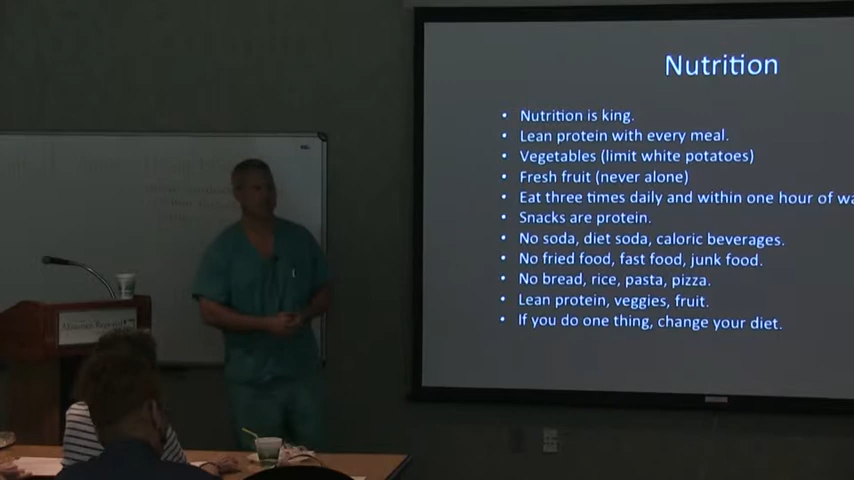 Nutrition
• Nutrition is king.
• Lean protein with every meal.
• Vegetables (limit white potatoes)
• Fresh fruit (never alone)
• Eat three times daily and within one hour of
• Snacks are protein.
• No soda, diet soda, caloric beverages.
• No fried food, fast food, junk food.
• No bread, rice, pasta, pizza.
• Lean protein, veggies, fruit.
• If you do one thing, change your diet.